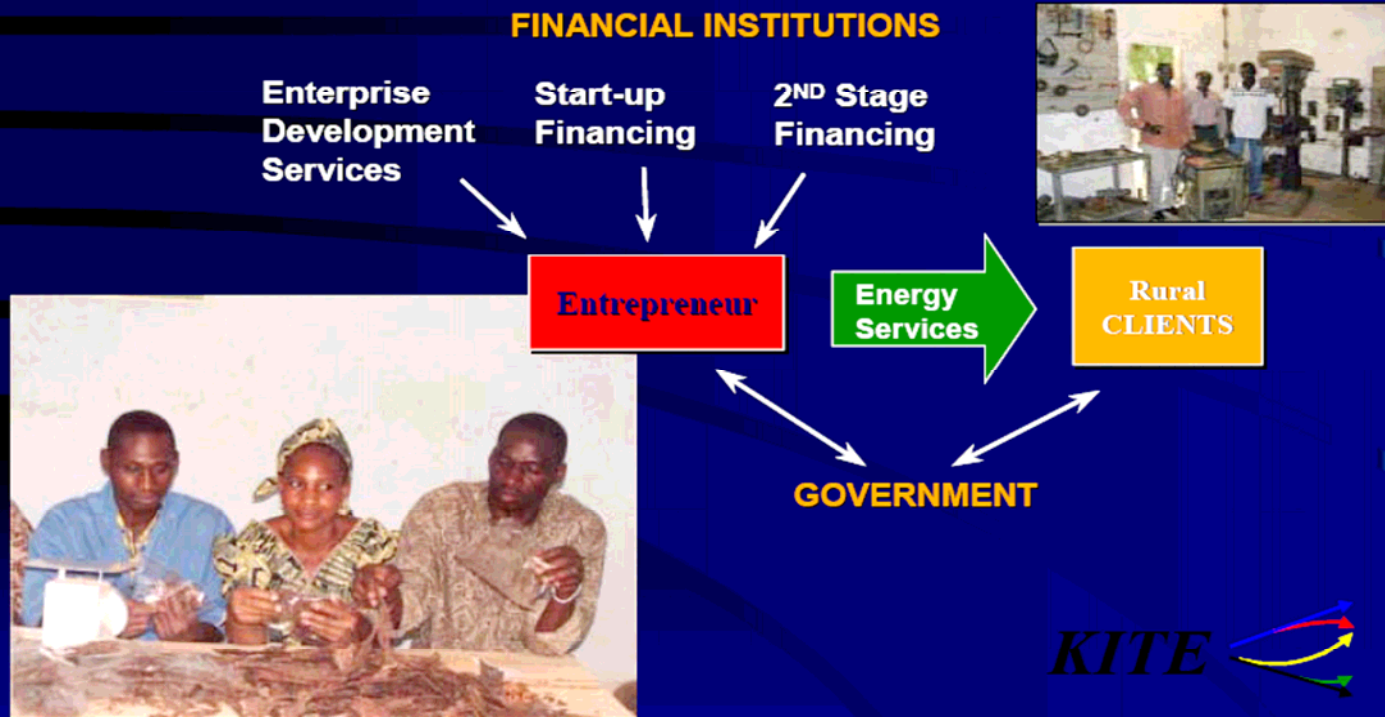 FINANCIAL INSTITUTIONS
Enterprise
Development
Services
Start-up
Financing
2ND Stage
Financing
Entrepreneur
Energy
Services
Rural
CLIENTS
GOVERNMENT
KITE